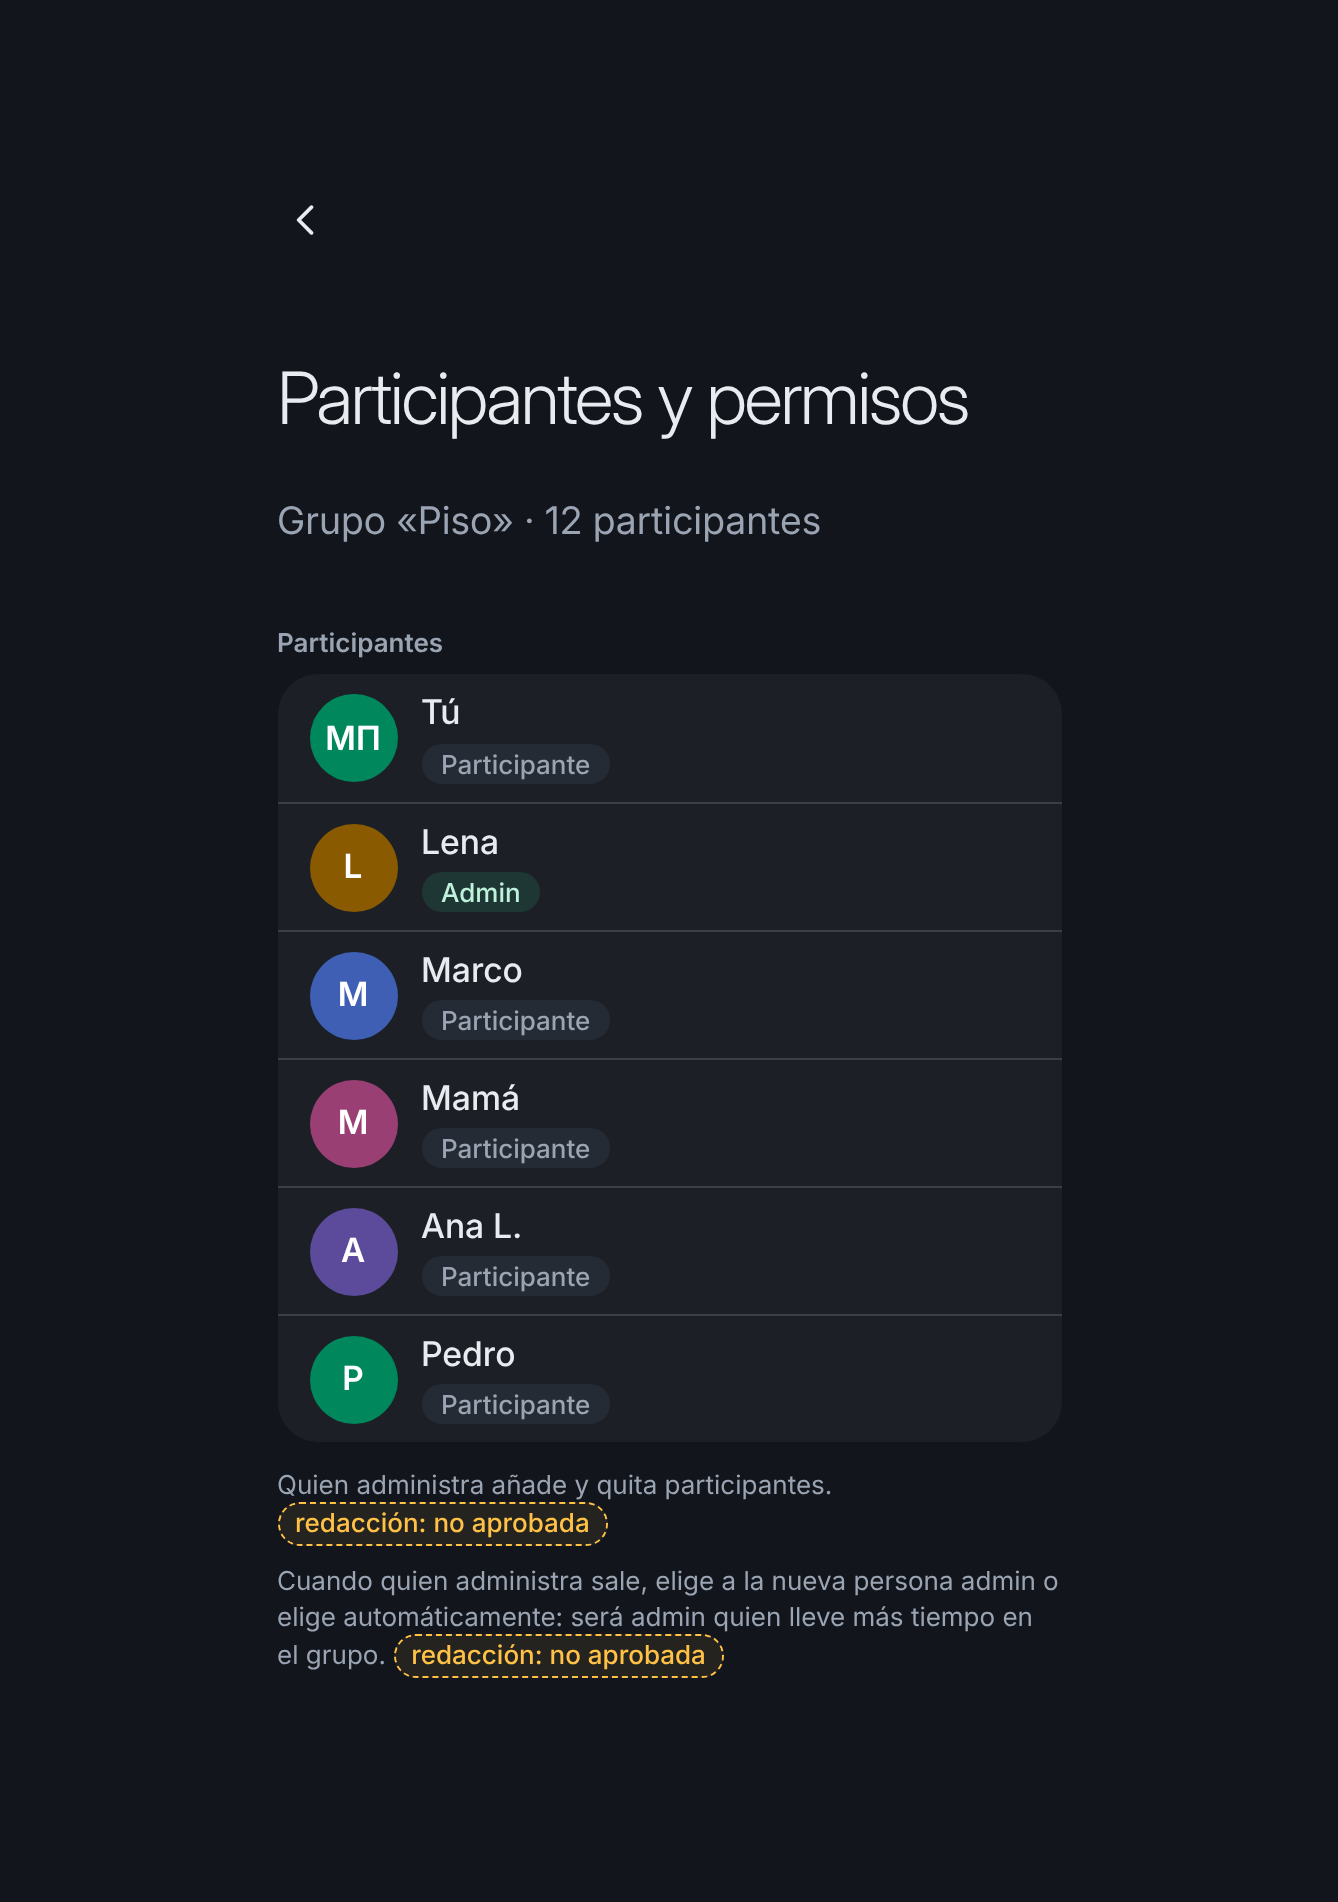 Participantes y permisos
Grupo «Piso» · 12 participantes
Participantes
МП
Tú
Participante
L
Lena
Admin
M
Marco
Participante
M
Mamá
Participante
A
Ana L.
Participante
P
Pedro
Participante
Quien administra añade y quita participantes.
redacción: no aprobada
Cuando quien administra sale, elige a la nueva persona admin o
elige automáticamente: será admin quien lleve más tiempo en
el grupo. redacción: no aprobada